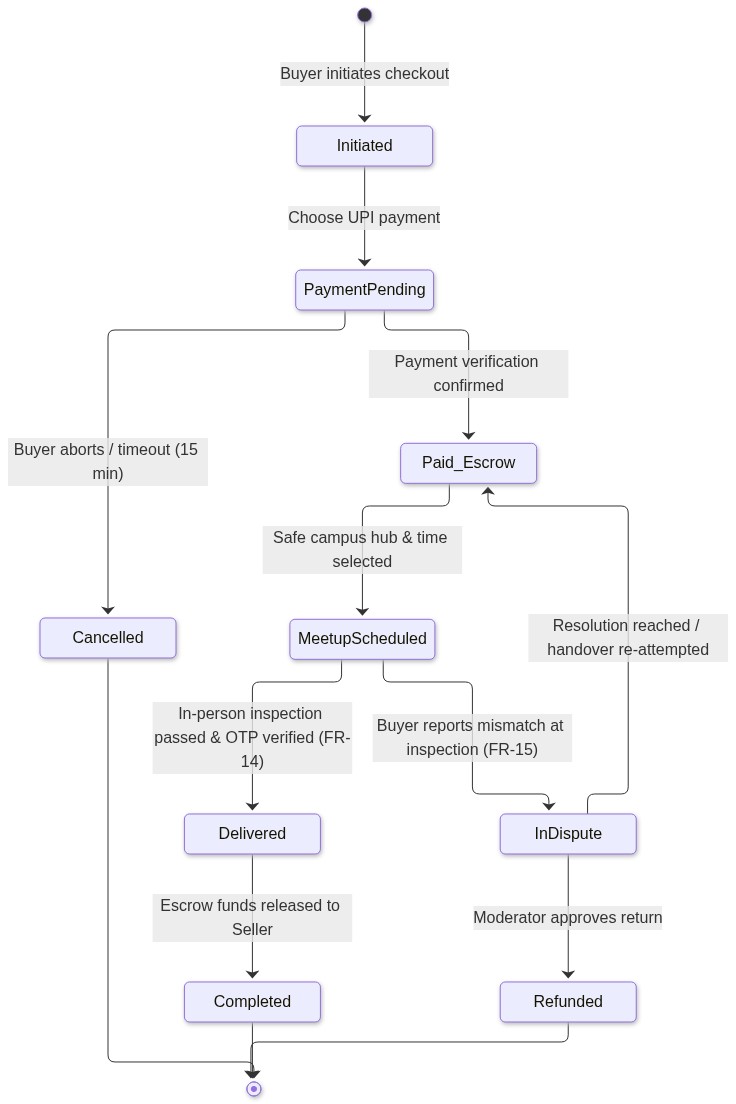 Buyer initiates checkout
Initiated
Choose UPI payment
PaymentPending
Payment verification
confirmed
Buyer aborts / timeout (15
min)
Paid_Escrow
Safe campus hub & time
selected
Cancelled
MeetupScheduled
Resolution reached /
handover re-attempted
In-person inspection
passed & OTP verified (FR-
14)
Buyer reports mismatch at
inspection (FR-15)
Delivered
InDispute
Escrow funds released to
Seller
Moderator approves return
Completed
Refunded